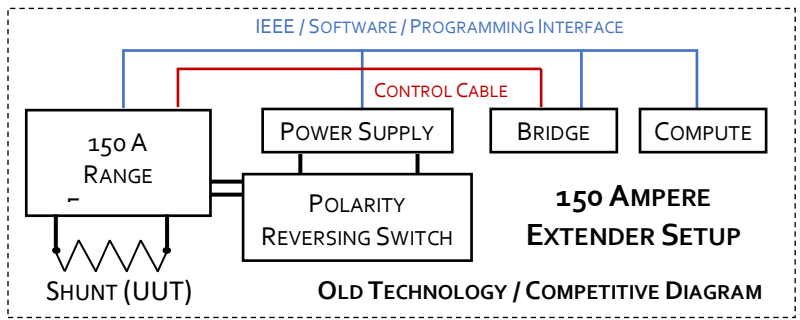 IEEE / Software / Programming Interface
Control Cable
150 A
Range
Power Supply
Bridge
Compute
Polarity
Reversing Switch
150 Ampere
Extender Setup
Shunt (UUT)
Old Technology / Competitive Diagram